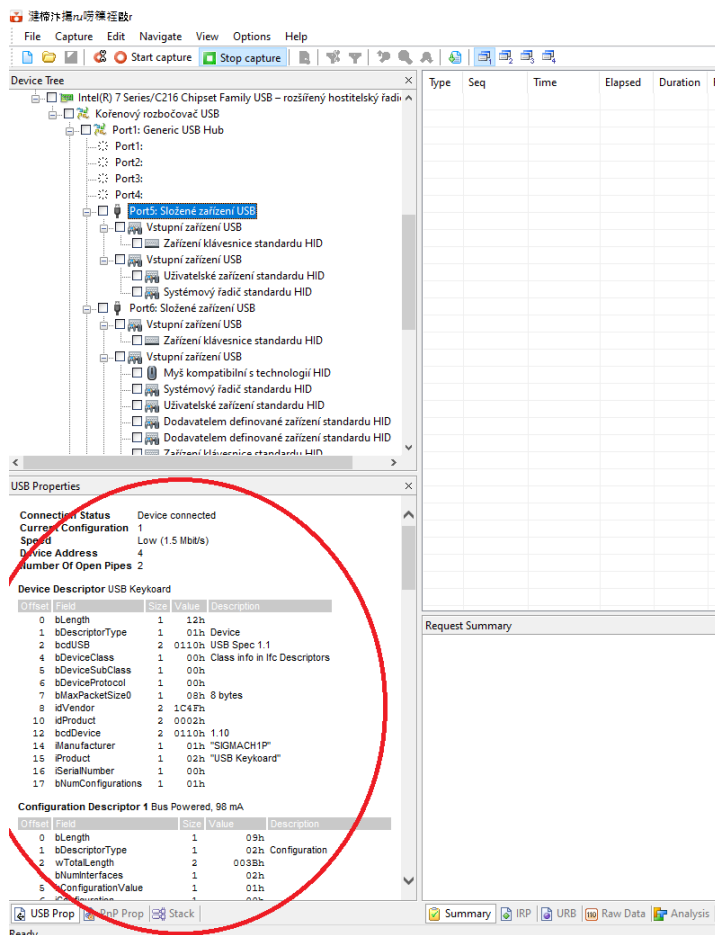 File Capture Edit Navigate View Options Help
Start capture Stop capture
Device Tree
Type Seq Time Elapsed Duration
Intel(R) 7 Series/C216 Chipset Family USB – rozšířený hostitelský řadi
Kořenový rozbočovač USB
Port1: Generic USB Hub
Port1:
Port2:
Port3:
Port4:
Port5: Složené zařízení USB
Vstupní zařízení USB
Zařízení klávesnice standardu HID
Vstupní zařízení USB
Uživatelské zařízení standardu HID
Systémový řadič standardu HID
Port6: Složené zařízení USB
Vstupní zařízení USB
Zařízení klávesnice standardu HID
Vstupní zařízení USB
Myš kompatibilní s technologií HID
Systémový řadič standardu HID
Uživatelské zařízení standardu HID
Dodavatelem definované zařízení standardu HID
Dodavatelem definované zařízení standardu HID
Zařízení klávesnice standardu HID
USB Properties
Connection Status Device connected
Current Configuration 1
Speed Low (1.5 Mbit/s)
Device Address 4
Number Of Open Pipes 2
Device Descriptor USB Keykoard
Offset Field Size Value Description
0 bLength 1 12h
1 bDescriptorType 1 01h Device
2 bcdUSB 2 0110h USB Spec 1.1
4 bDeviceClass 1 00h Class info in Ifc Descriptors
5 bDeviceSubClass 1 00h
6 bDeviceProtocol 1 00h
7 bMaxPacketSize0 1 08h 8 bytes
8 idVendor 2 1C4Fh
10 idProduct 2 0002h
12 bcdDevice 2 0110h 1.10
14 iManufacturer 1 01h "SIGMACH1P"
15 iProduct 1 02h "USB Keykoard"
16 iSerialNumber 1 00h
17 bNumConfigurations 1 01h
Configuration Descriptor 1 Bus Powered, 98 mA
Offset Field Size Value Description
0 bLength 1 09h
1 bDescriptorType 1 02h Configuration
2 wTotalLength 2 003Bh
bNumInterfaces 1 02h
5 bConfigurationValue 1 01h
6 iConfiguration 1 00h
Request Summary
USB Prop PnP Prop Stack
Summary IRP URB Raw Data Analysis
Ready